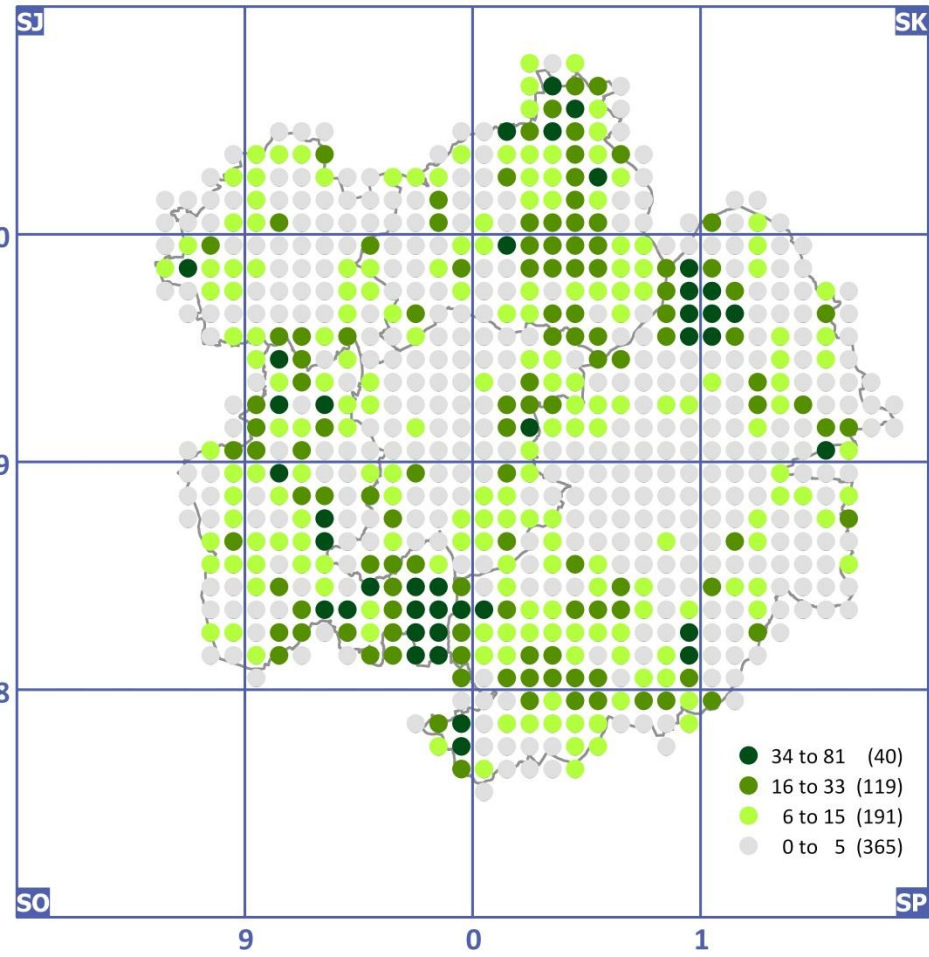 SJ SK
0
9
8
34 to 81 (40)
16 to 33 (119)
6 to 15 (191)
0 to 5 (365)
SO SP
9 0 1